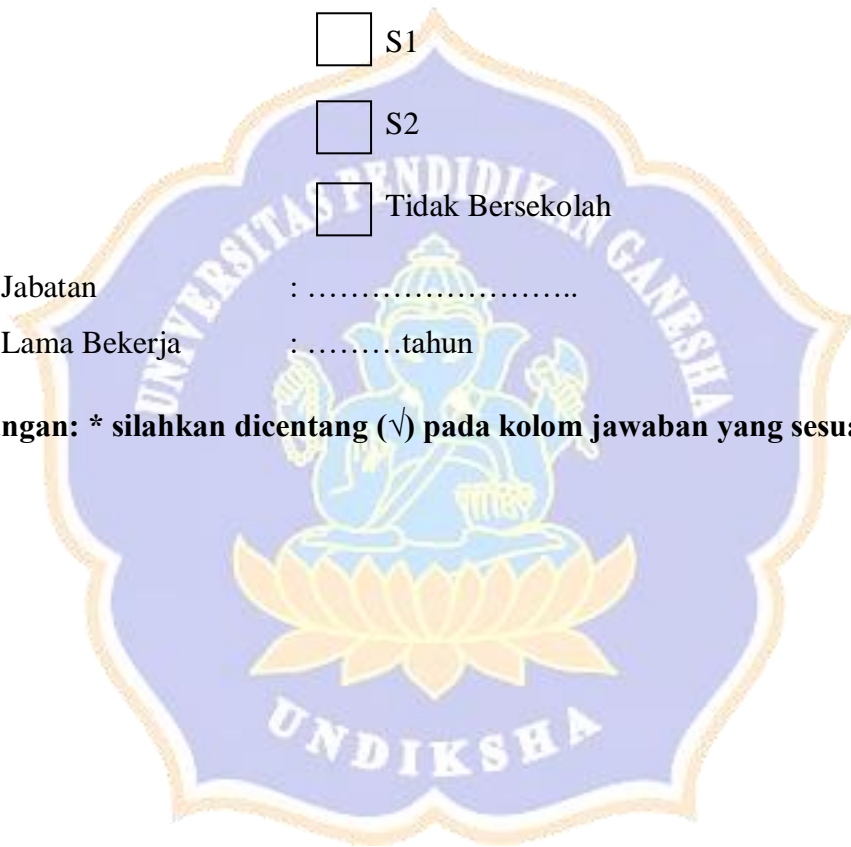 S1
S2
Tidak Bersekolah
Jabatan : ……………………….
Lama Bekerja : ………tahun
ngan: * silahkan dicentang (√) pada kolom jawaban yang sesua
UNIVERSITAS PENDIDIKAN GANESHA
UNDIKSHA